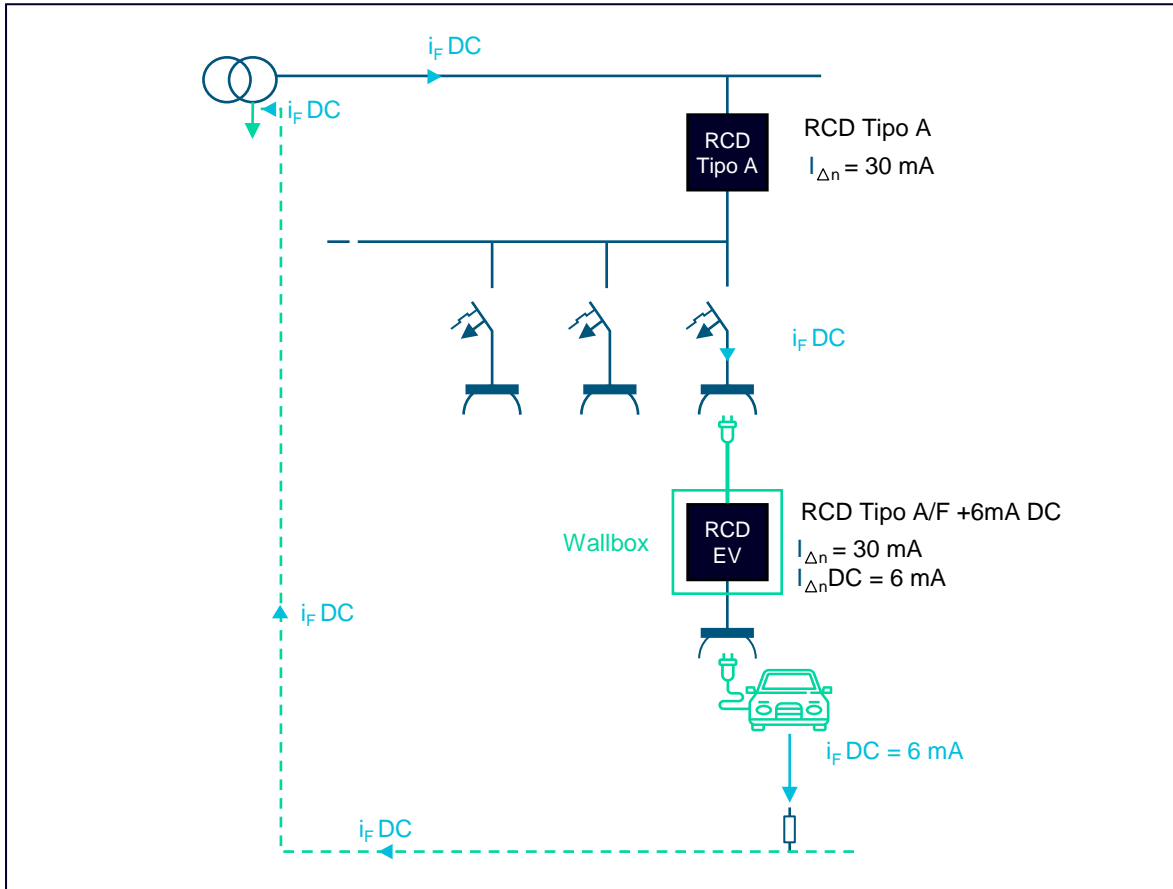 iF DC
iF DC
RCD
Tipo A
RCD Tipo A
I△n = 30 mA
iF DC
Wallbox
RCD
EV
RCD Tipo A/F +6mA DC
I△n = 30 mA
I△nDC = 6 mA
iF DC
iF DC = 6 mA
iF DC